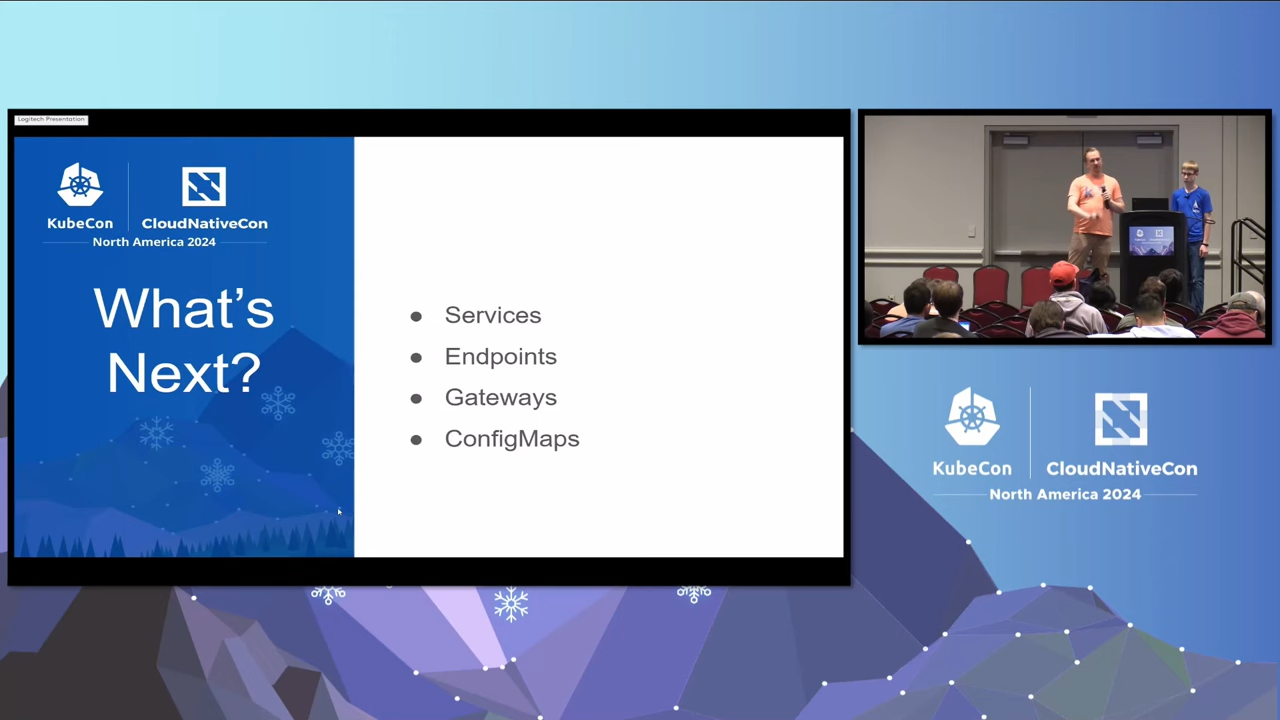 Logitech Presentation
KubeCon
CloudNativeCon
North America 2024
What's
Next?
● Services
● Endpoints
● Gateways
● ConfigMaps
KubeCon
CloudNativeCon
North America 2024